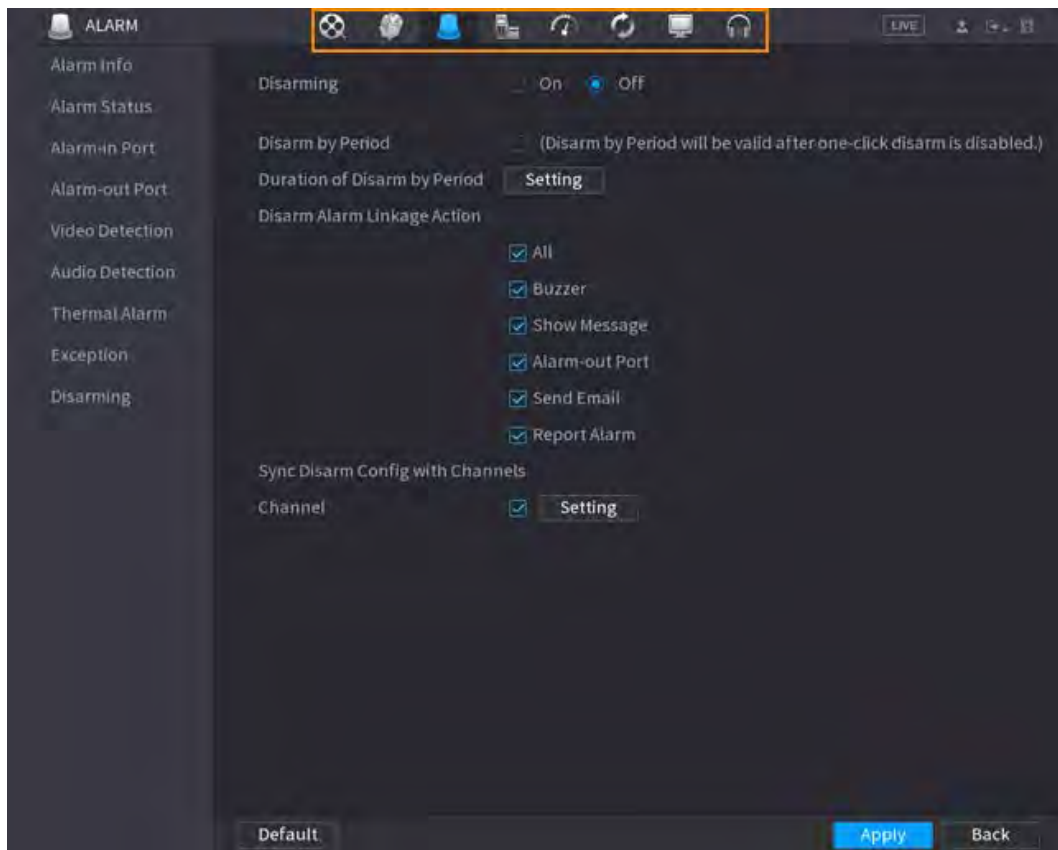 ALARM
LIVE
Alarm Info
Alarm Status
Alarm-in Port
Alarm-out Port
Video Detection
Audio Detection
Thermal Alarm
Exception
Disarming
Disarming On Off
Disarm by Period (Disarm by Period will be valid after one-click disarm is disabled.)
Duration of Disarm by Period Setting
Disarm Alarm Linkage Action
All
Buzzer
Show Message
Alarm-out Port
Send Email
Report Alarm
Sync Disarm Config with Channels
Channel Setting
Default Apply Back